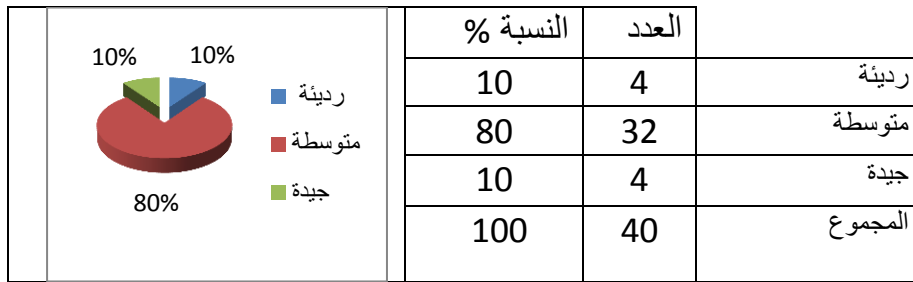 العدد النسبة %
رديئة 4 10
متوسطة 32 80
جيدة 4 10
المجموع 40 100
10% 10%
80%
رديئة
متوسطة
جيدة